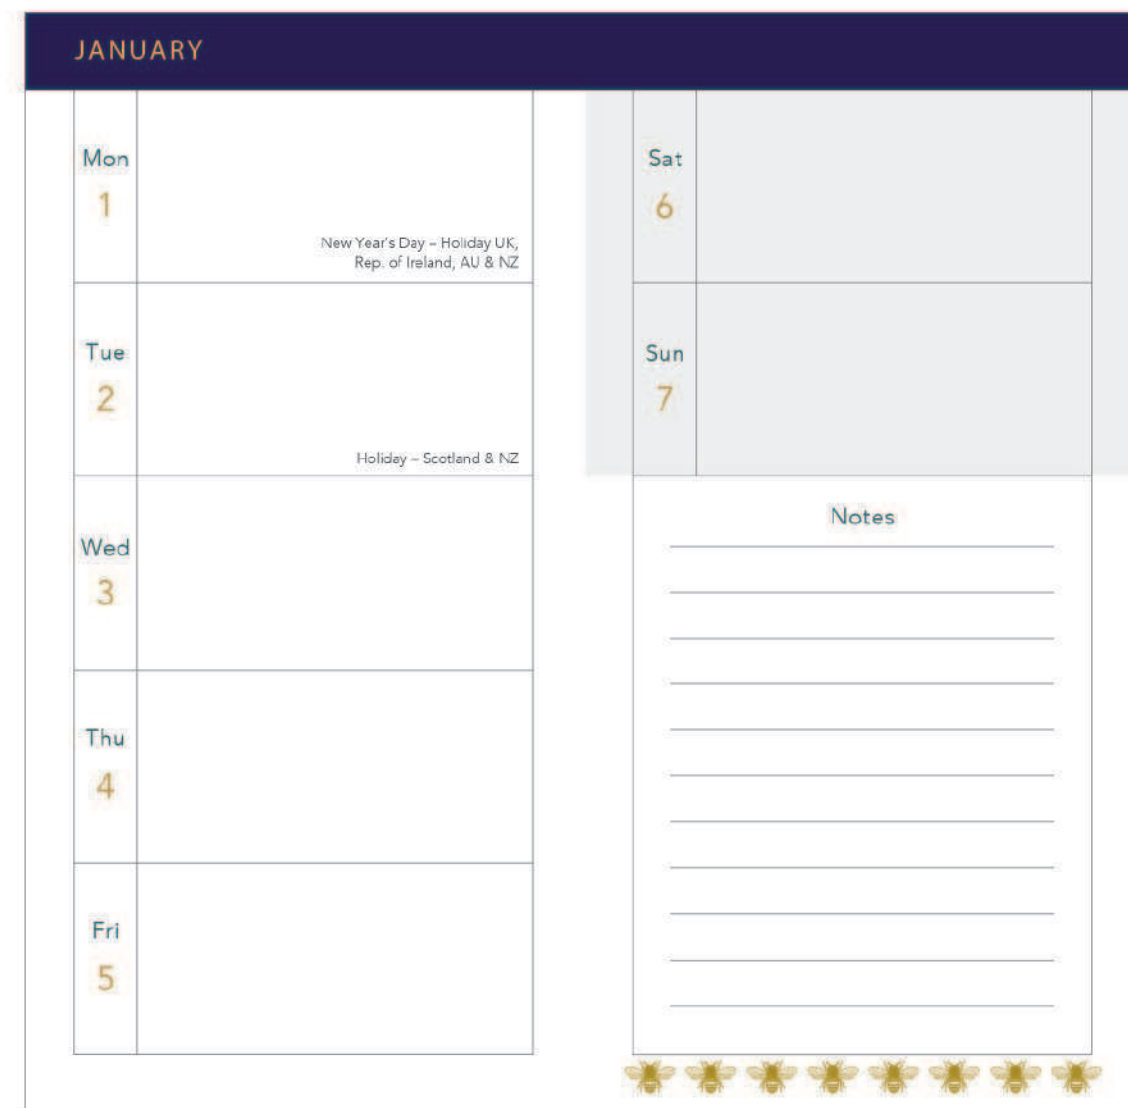 JANUARY
Mon
1
New Year's Day – Holiday UK,
Rep. of Ireland, AU & NZ
Tue
2
Holiday – Scotland & NZ
Wed
3
Thu
4
Fri
5
Sat
6
Sun
7
Notes